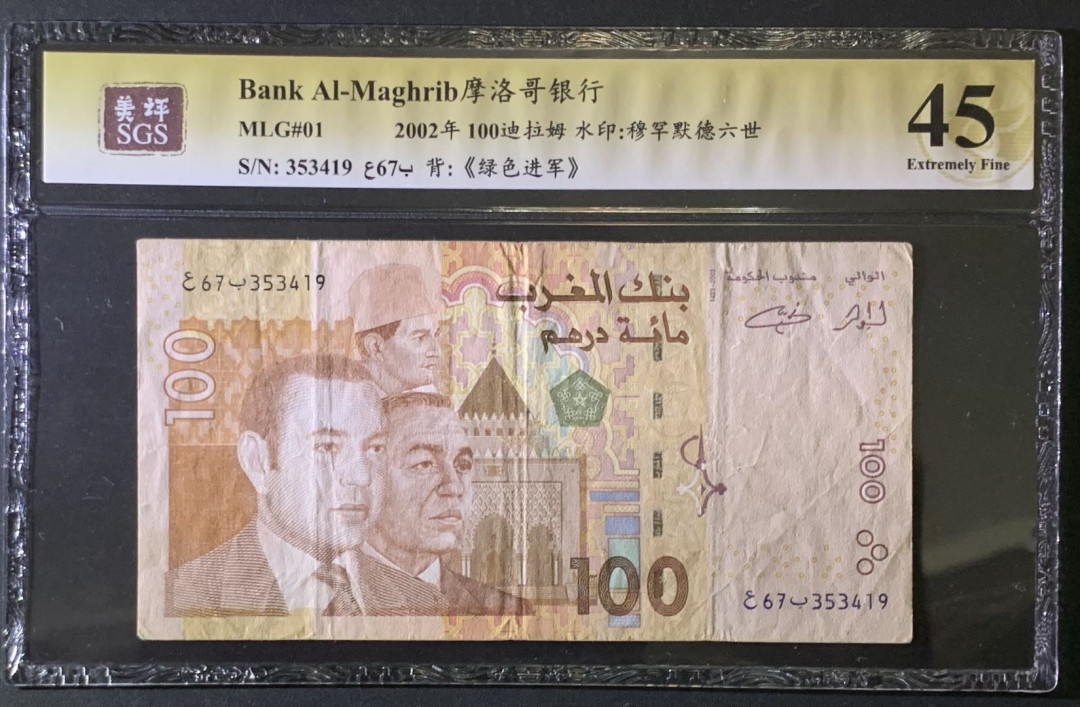 美评
SGS
Bank Al-Maghrib摩洛哥银行
MLG#01 2002年 100迪拉姆 水印:穆罕默德六世
S/N: 353419 ع67ب 背:《绿色进军》
45
Extremely Fine
ع67ب353419
بنك المغرب
مائة درهم
الوالي
مندوب الحكومة
100
100
100
ع67ب353419